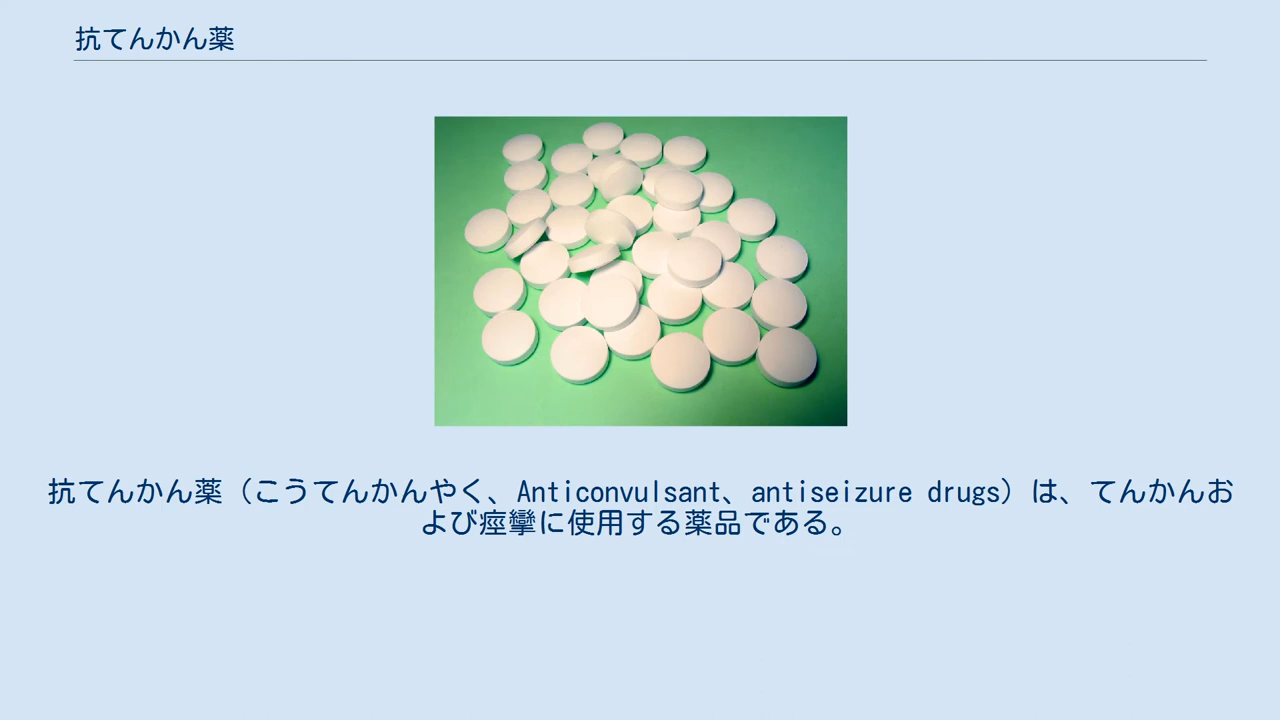 抗てんかん薬
抗てんかん薬（こうてんかんやく、Anticonvulsant、antiseizure drugs）は、てんかんお
よび痙攣に使用する薬品である。